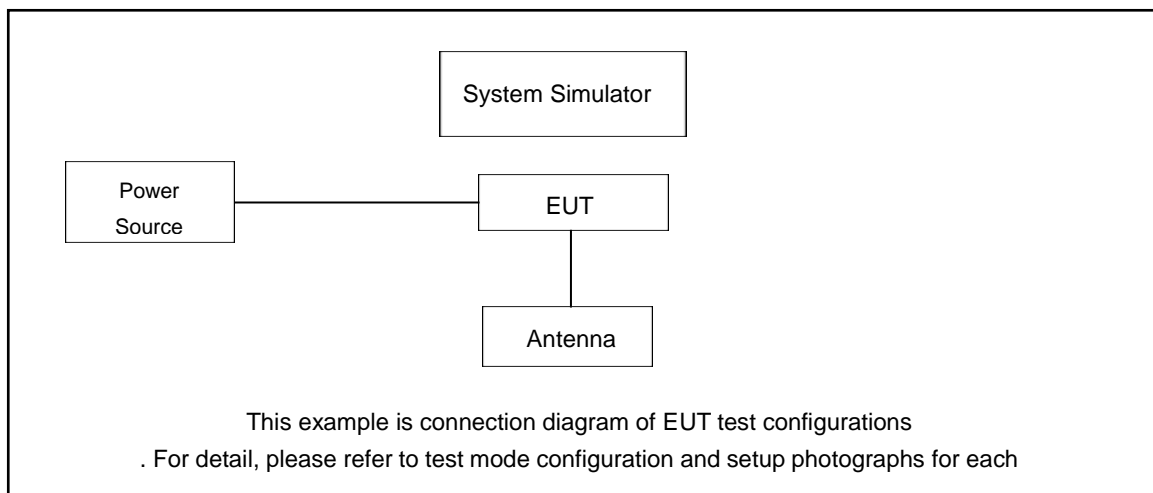 System Simulator
Power
Source
EUT
Antenna
This example is connection diagram of EUT test configurations
. For detail, please refer to test mode configuration and setup photographs for each